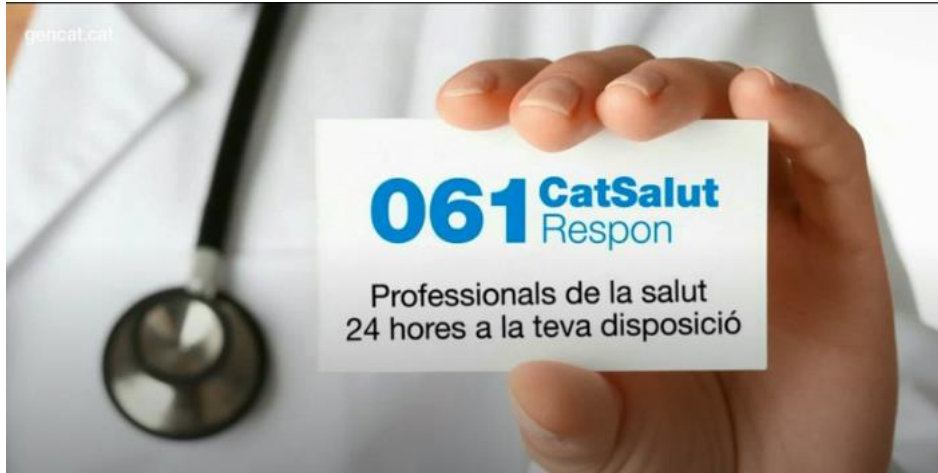 gencat.cat
061 CatSalut
Respon
Professionals de la salut
24 hores a la teva disposició